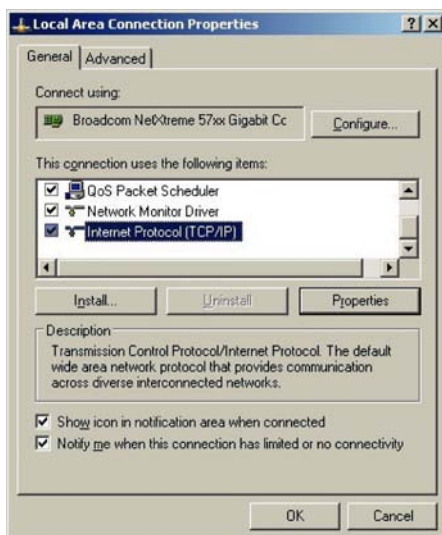 Local Area Connection Properties
General Advanced
Connect using:
Broadcom NetXtreme 57xx Gigabit Cc
Configure...
This connection uses the following items:
QoS Packet Scheduler
Network Monitor Driver
Internet Protocol (TCP/IP)
Install... Uninstall Properties
Description
Transmission Control Protocol/Internet Protocol. The default
wide area network protocol that provides communication
across diverse interconnected networks.
Show icon in notification area when connected
Notify me when this connection has limited or no connectivity
OK Cancel